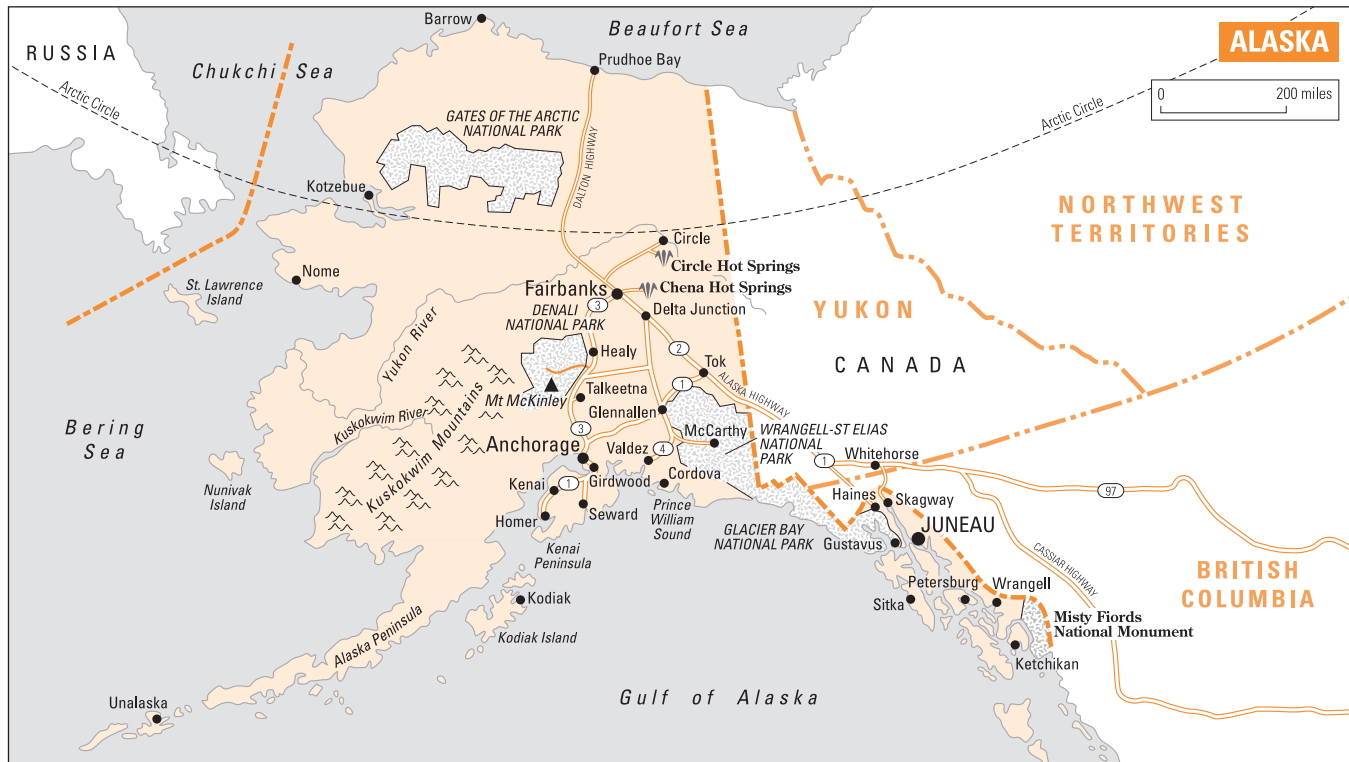 Barrow
Beaufort Sea
RUSSIA
ALASKA
Chukchi Sea
Prudhoe Bay
0 200 miles
Arctic Circle
Arctic Circle
GATES OF THE ARCTIC
NATIONAL PARK
DALTON HIGHWAY
Kotzebue
NORTHWEST
TERRITORIES
Circle
Circle Hot Springs
Nome
St. Lawrence
Island
Fairbanks
Chena Hot Springs
3
DENALI
NATIONAL PARK
Delta Junction
YUKON
Yukon River
2
Healy
Tok
CANADA
1
ALASKA HIGHWAY
Mt McKinley
Talkeetna
Glennallen
Kuskokwim River
Kuskokwim Mountains
3
McCarthy
WRANGELL-ST ELIAS
NATIONAL
PARK
Bering
Sea
Anchorage
Valdez
4
1
Whitehorse
Girdwood
Cordova
Kenai
1
97
Nunivak
Island
Haines
Skagway
Homer
Seward
Prince
William
Sound
GLACIER BAY
NATIONAL PARK
JUNEAU
Gustavus
Kenai
Peninsula
CASSIAR HIGHWAY
Petersburg
Wrangell
BRITISH
COLUMBIA
Kodiak
Sitka
Misty Fiords
National Monument
Kodiak Island
Alaska Peninsula
Ketchikan
Unalaska
Gulf of Alaska